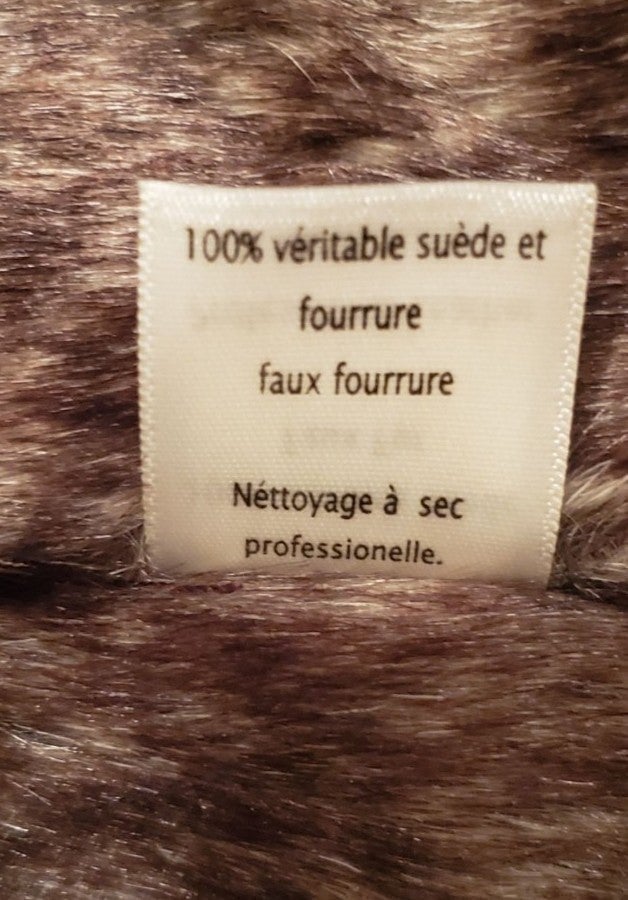 100% véritable suède et
fourrure
faux fourrure
Néttoyage à sec
professionelle.